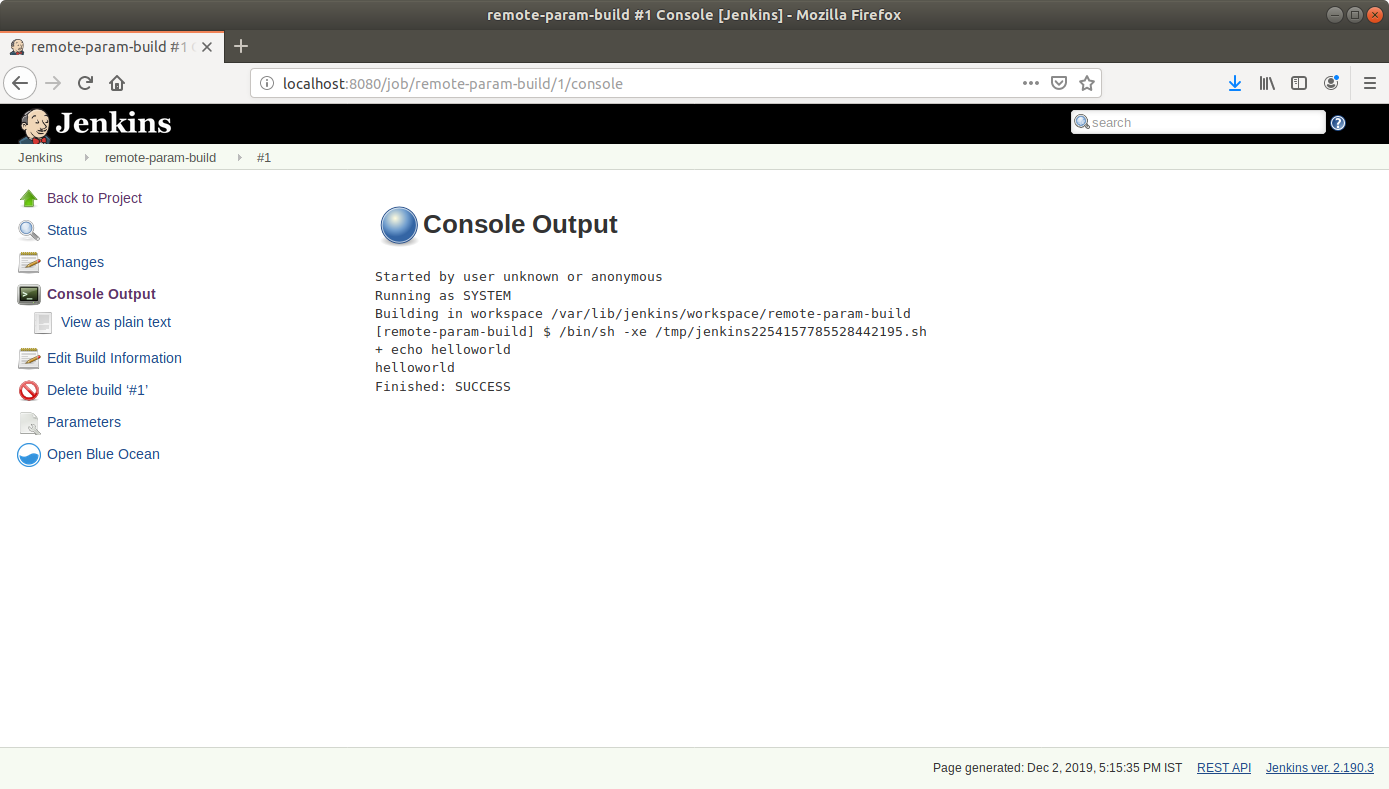 remote-param-build #1 Console [Jenkins] - Mozilla Firefox
remote-param-build #1
localhost:8080/job/remote-param-build/1/console
Jenkins
search
Jenkins remote-param-build #1
Back to Project
Status
Changes
Console Output
View as plain text
Edit Build Information
Delete build ‘#1’
Parameters
Open Blue Ocean
Console Output
Started by user unknown or anonymous
Running as SYSTEM
Building in workspace /var/lib/jenkins/workspace/remote-param-build
[remote-param-build] $ /bin/sh -xe /tmp/jenkins2254157785528442195.sh
+ echo helloworld
helloworld
Finished: SUCCESS
Page generated: Dec 2, 2019, 5:15:35 PM IST REST API Jenkins ver. 2.190.3